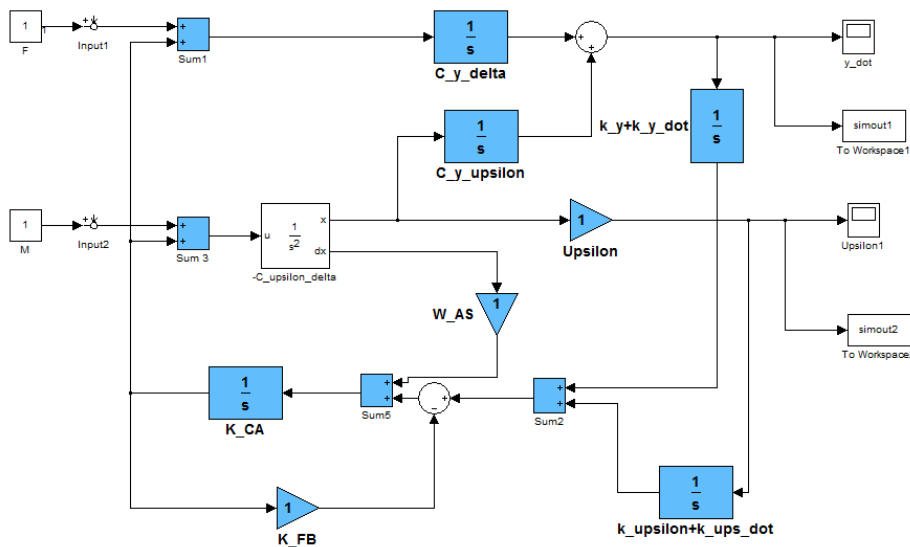 1
F
1
Input1
+
+
Sum1
1
s
C_y_delta
+
+
y_dot
k_y+k_y_dot
1
s
simout1
To Workspace1
1
s
C_y_upsilon
1
M
Input2
+
+
+
Sum 3
u
1
s2
x
dx
-C_upsilon_delta
1
Upsilon
Upsilon1
W_AS
1
simout2
To Workspace
1
s
K_CA
+
+
Sum5
+
−
+
+
Sum2
1
s
k_upsilon+k_ups_dot
1
K_FB